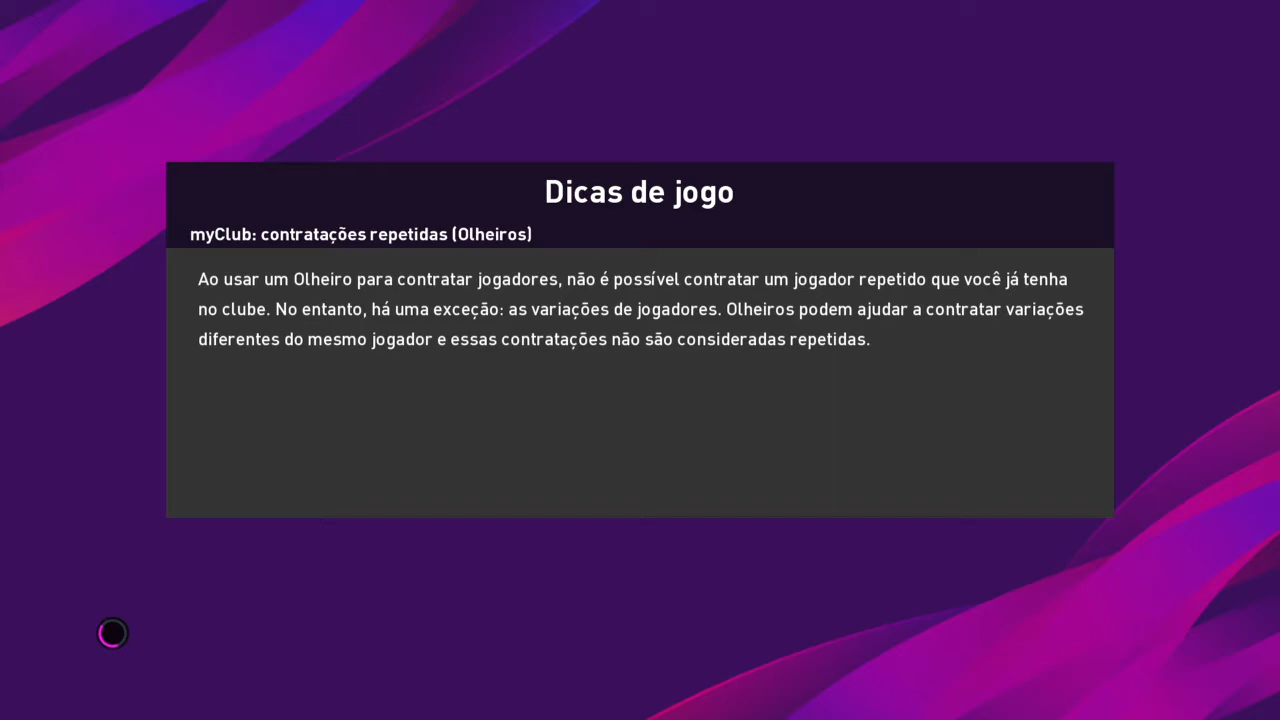 Dicas de jogo
myClub: contratações repetidas (Olheiros)
Ao usar um Olheiro para contratar jogadores, não é possível contratar um jogador repetido que você já tenha
no clube. No entanto, há uma exceção: as variações de jogadores. Olheiros podem ajudar a contratar variações
diferentes do mesmo jogador e essas contratações não são consideradas repetidas.